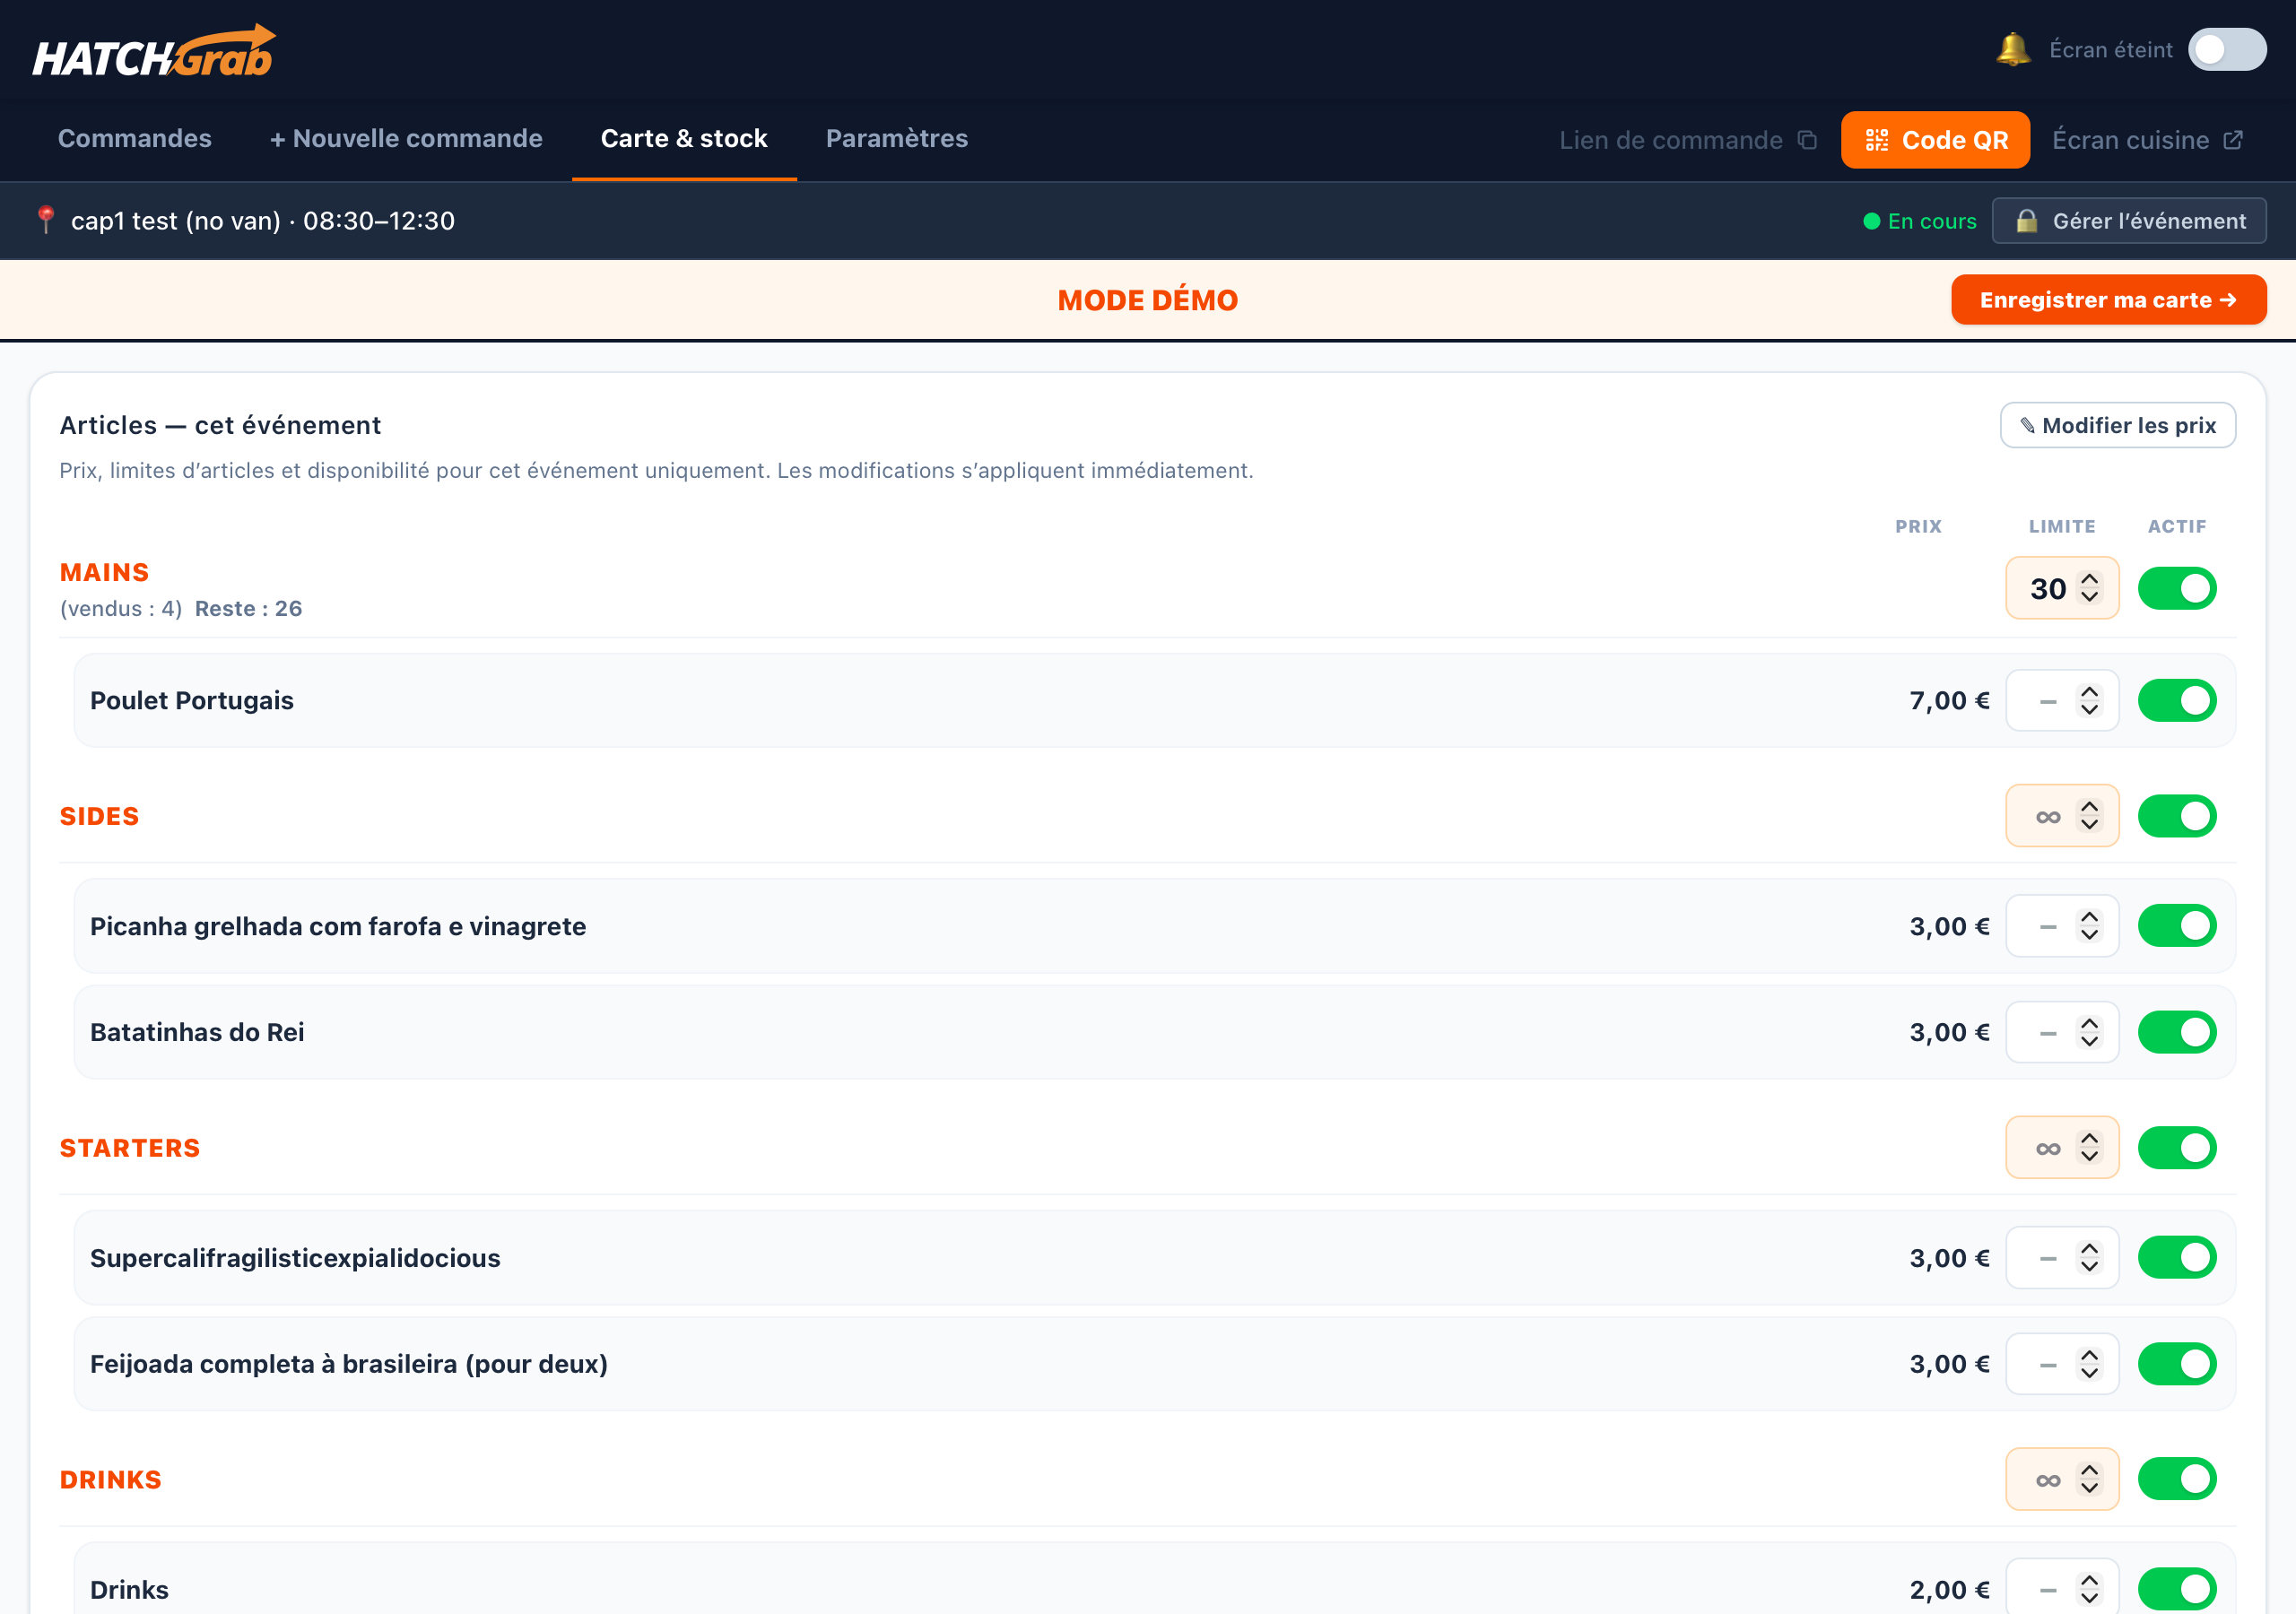 HATCHGrab
Écran éteint
Commandes
+ Nouvelle commande
Carte & stock
Paramètres
Lien de commande
Code QR
Écran cuisine
cap1 test (no van) · 08:30–12:30
En cours
Gérer l’événement
MODE DÉMO
Enregistrer ma carte →
Articles — cet événement
✎ Modifier les prix
Prix, limites d’articles et disponibilité pour cet événement uniquement. Les modifications s’appliquent immédiatement.
PRIX LIMITE ACTIF
MAINS
30
(vendus : 4) Reste : 26
Poulet Portugais 7,00 € –
SIDES ∞
Picanha grelhada com farofa e vinagrete 3,00 € –
Batatinhas do Rei 3,00 € –
STARTERS ∞
Supercalifragilisticexpialidocious 3,00 € –
Feijoada completa à brasileira (pour deux) 3,00 € –
DRINKS ∞
Drinks 2,00 € –